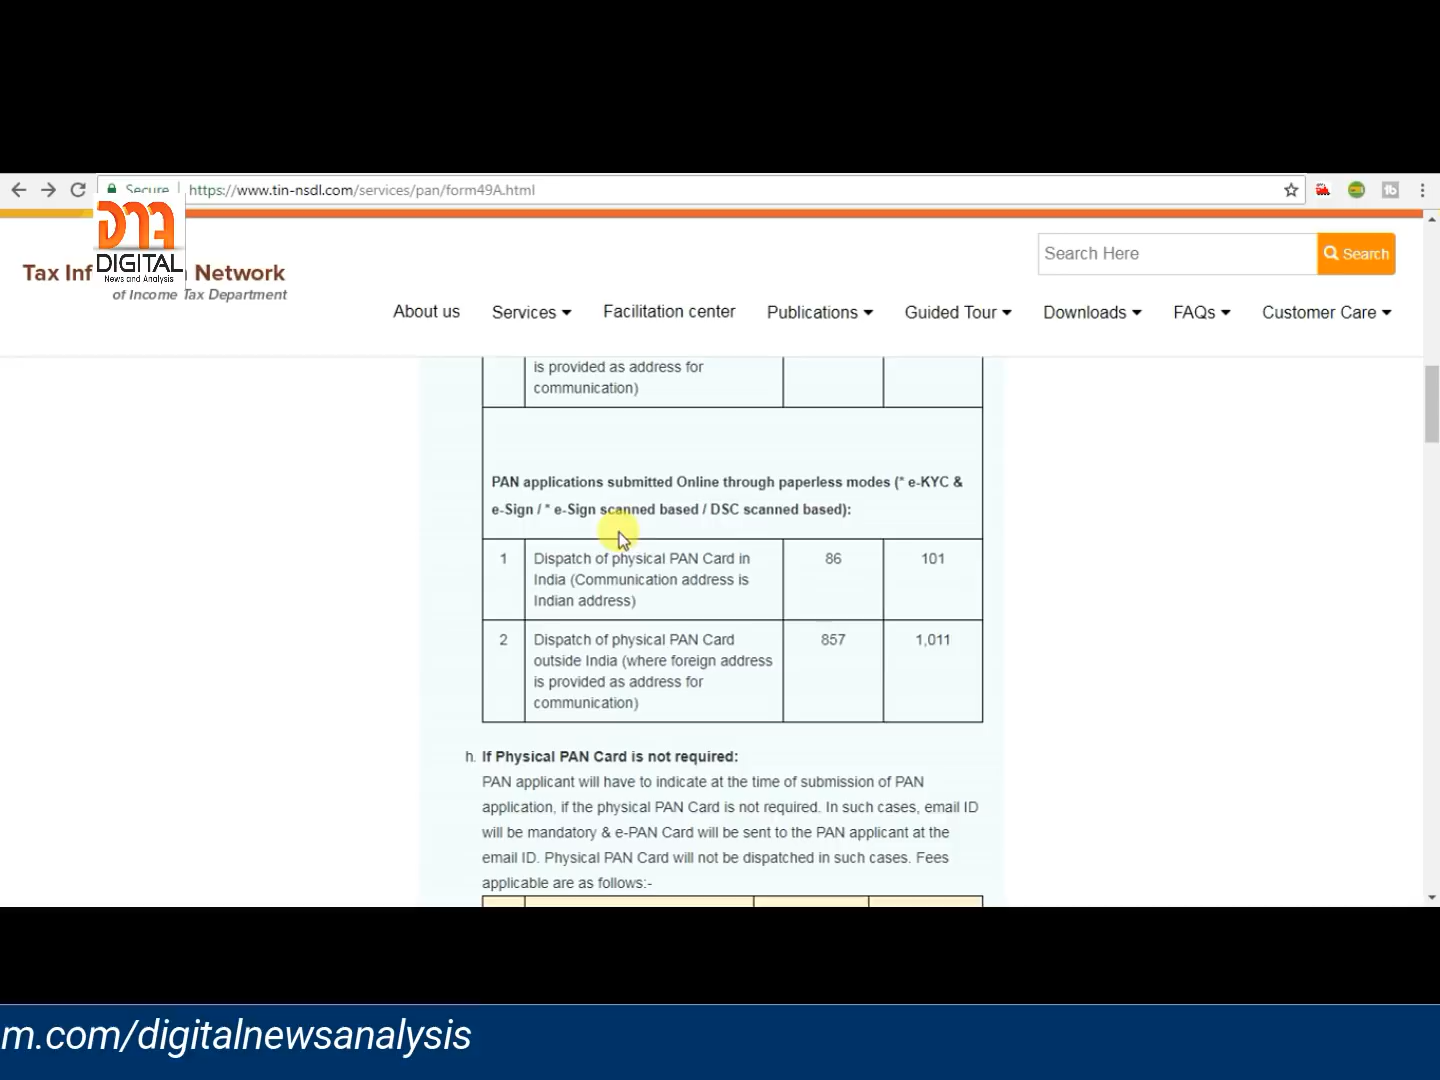 Secure
https://www.tin-nsdl.com/services/pan/form49A.html
DNA
DIGITAL
News and Analysis
Tax Inf Network
of Income Tax Department
Search Here
Search
About us Services Facilitation center Publications Guided Tour Downloads FAQs Customer Care
is provided as address for
communication)
PAN applications submitted Online through paperless modes (* e-KYC &
e-Sign / * e-Sign scanned based / DSC scanned based):
1 Dispatch of physical PAN Card in 86 101
India (Communication address is
Indian address)
2 Dispatch of physical PAN Card 857 1,011
outside India (where foreign address
is provided as address for
communication)
h. If Physical PAN Card is not required:
PAN applicant will have to indicate at the time of submission of PAN
application, if the physical PAN Card is not required. In such cases, email ID
will be mandatory & e-PAN Card will be sent to the PAN applicant at the
email ID. Physical PAN Card will not be dispatched in such cases. Fees
applicable are as follows:-
m.com/digitalnewsanalysis